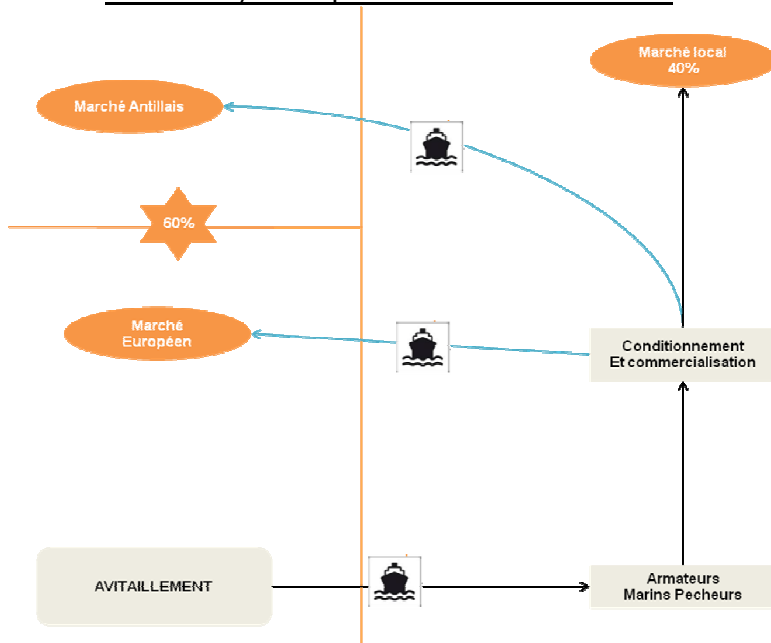 Marché local
40%
Marché Antillais
60%
Marché
Européen
Conditionnement
Et commercialisation
AVITAILLEMENT
Armateurs
Marins Pecheurs